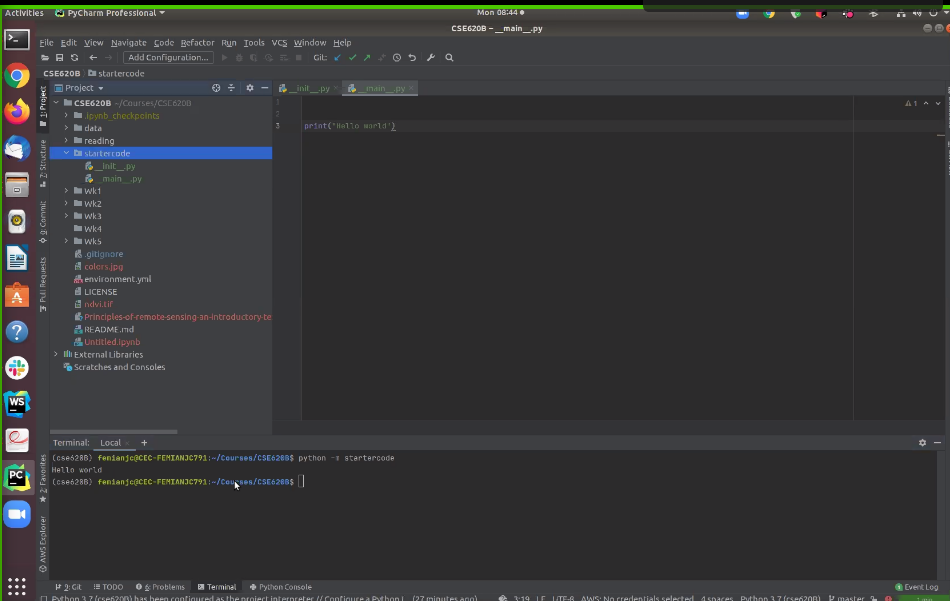 Activities PyCharm Professional Mon 08:44
CSE620B – __main__.py
File Edit View Navigate Code Refactor Run Tools VCS Window Help
Add Configuration... Git:
CSE620B startercode
Project
__init__.py __main__.py
1: Project
CSE620B ~/Courses/CSE620B
.ipynb_checkpoints
data
reading
startercode
__init__.py
__main__.py
Wk1
Wk2
Wk3
Wk4
Wk5
.gitignore
colors.jpg
environment.yml
LICENSE
ndvi.tif
Principles-of-remote-sensing-an-introductory-te
README.md
Untitled.ipynb
External Libraries
Scratches and Consoles
1
3
print("Hello world")
1
Z: Structure
0: Commit
Pull Requests
2: Favorites
AWS Explorer
Terminal: Local +
(cse620B) femianjc@CEC-FEMIANJC791:~/Courses/CSE620B$ python -m startercode
Hello world
(cse620B) femianjc@CEC-FEMIANJC791:~/Courses/CSE620B$
9: Git TODO 6: Problems Terminal Python Console Event Log
Python 3.7 (cse620B) has been configured as the project interpreter // Configure a Python (27 minutes ago) 3:19 LF UTF-8 AWS: No credentials selected 4 spaces Python 3.7 (cse620B) master